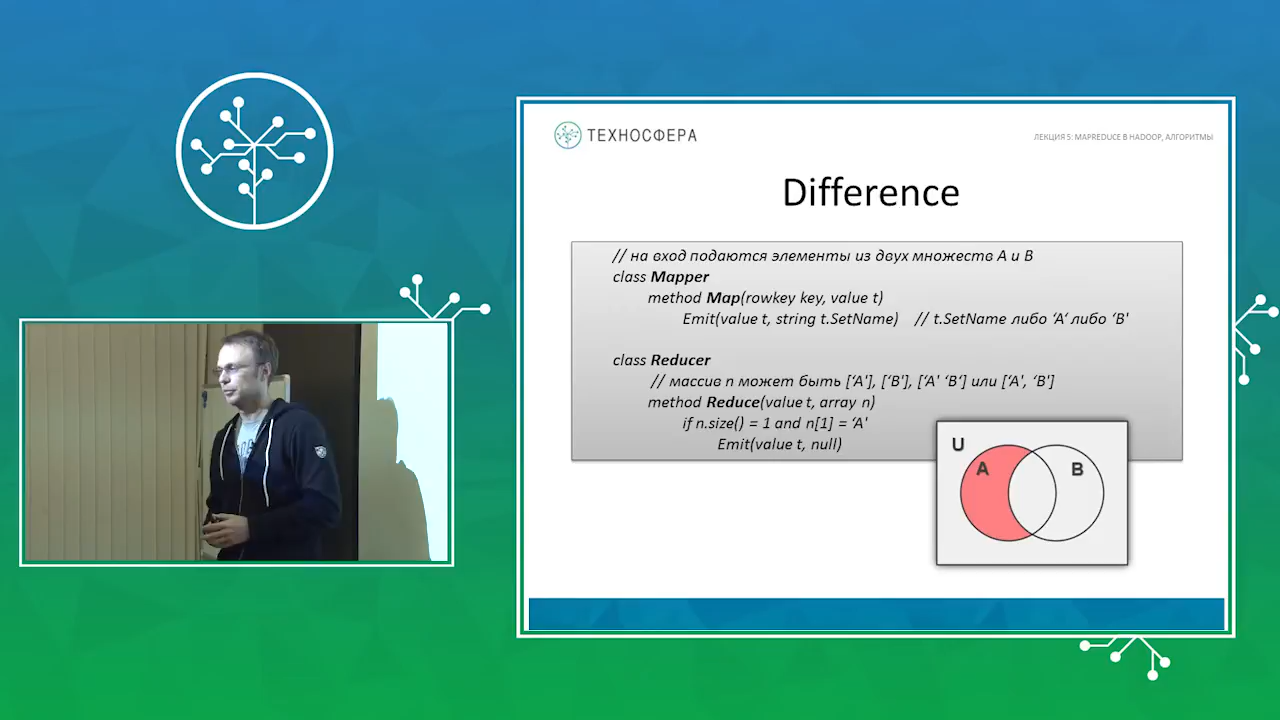 ТЕХНОСФЕРА
ЛЕКЦИЯ 5: MAPREDUCE В HADOOP, АЛГОРИТМЫ
Difference
// на вход подаются элементы из двух множеств A и B
class Mapper
method Map(rowkey key, value t)
Emit(value t, string t.SetName) // t.SetName либо ‘A‘ либо ‘B'
class Reducer
// массив n может быть [‘A'], [‘B'], [‘A' ‘B‘] или [‘A', ‘B']
method Reduce(value t, array n)
if n.size() = 1 and n[1] = ‘A'
Emit(value t, null)
U
A
B